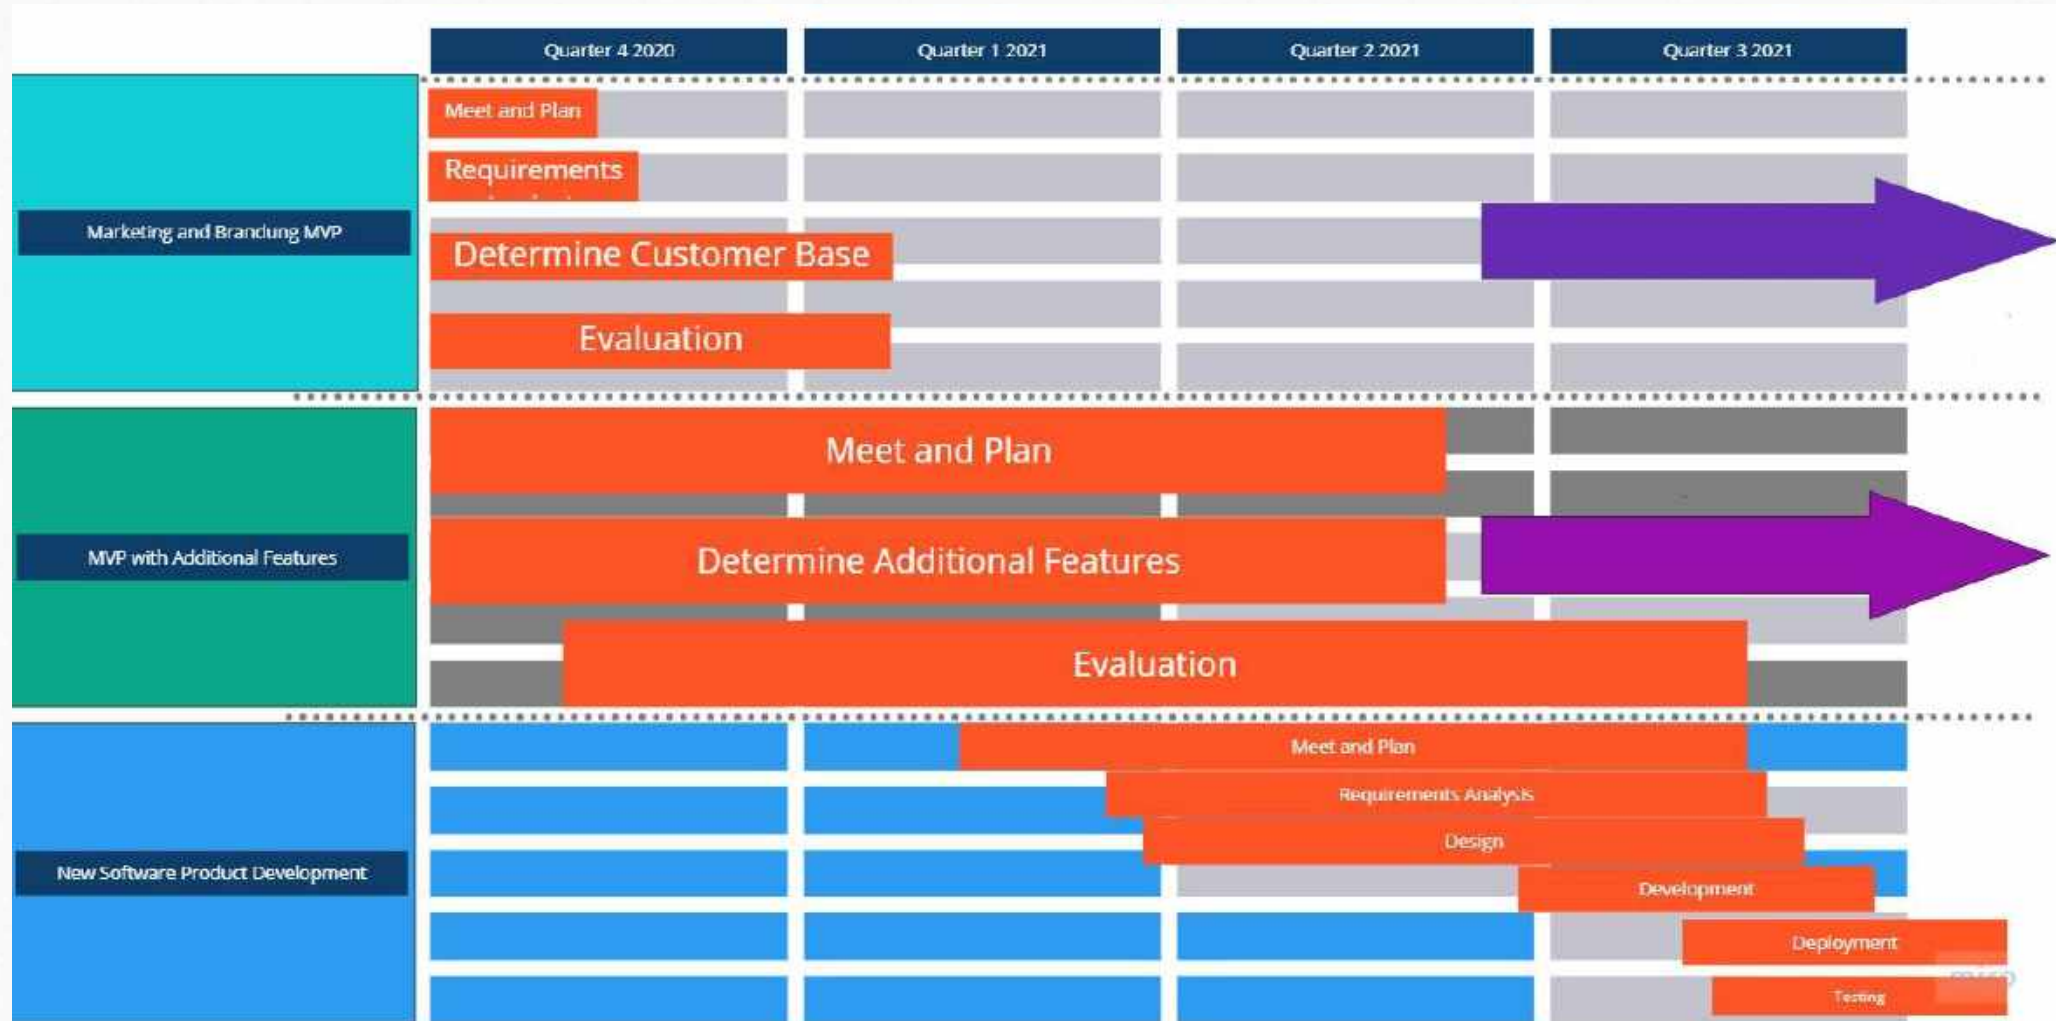 Quarter 4 2020
Quarter 1 2021
Quarter 2 2021
Quarter 3 2021
Marketing and Brandung MVP
Meet and Plan
Requirements
Determine Customer Base
Evaluation
MVP with Additional Features
Meet and Plan
Determine Additional Features
Evaluation
New Software Product Development
Meet and Plan
Requirements Analysis
Design
Development
Deployment
Testing